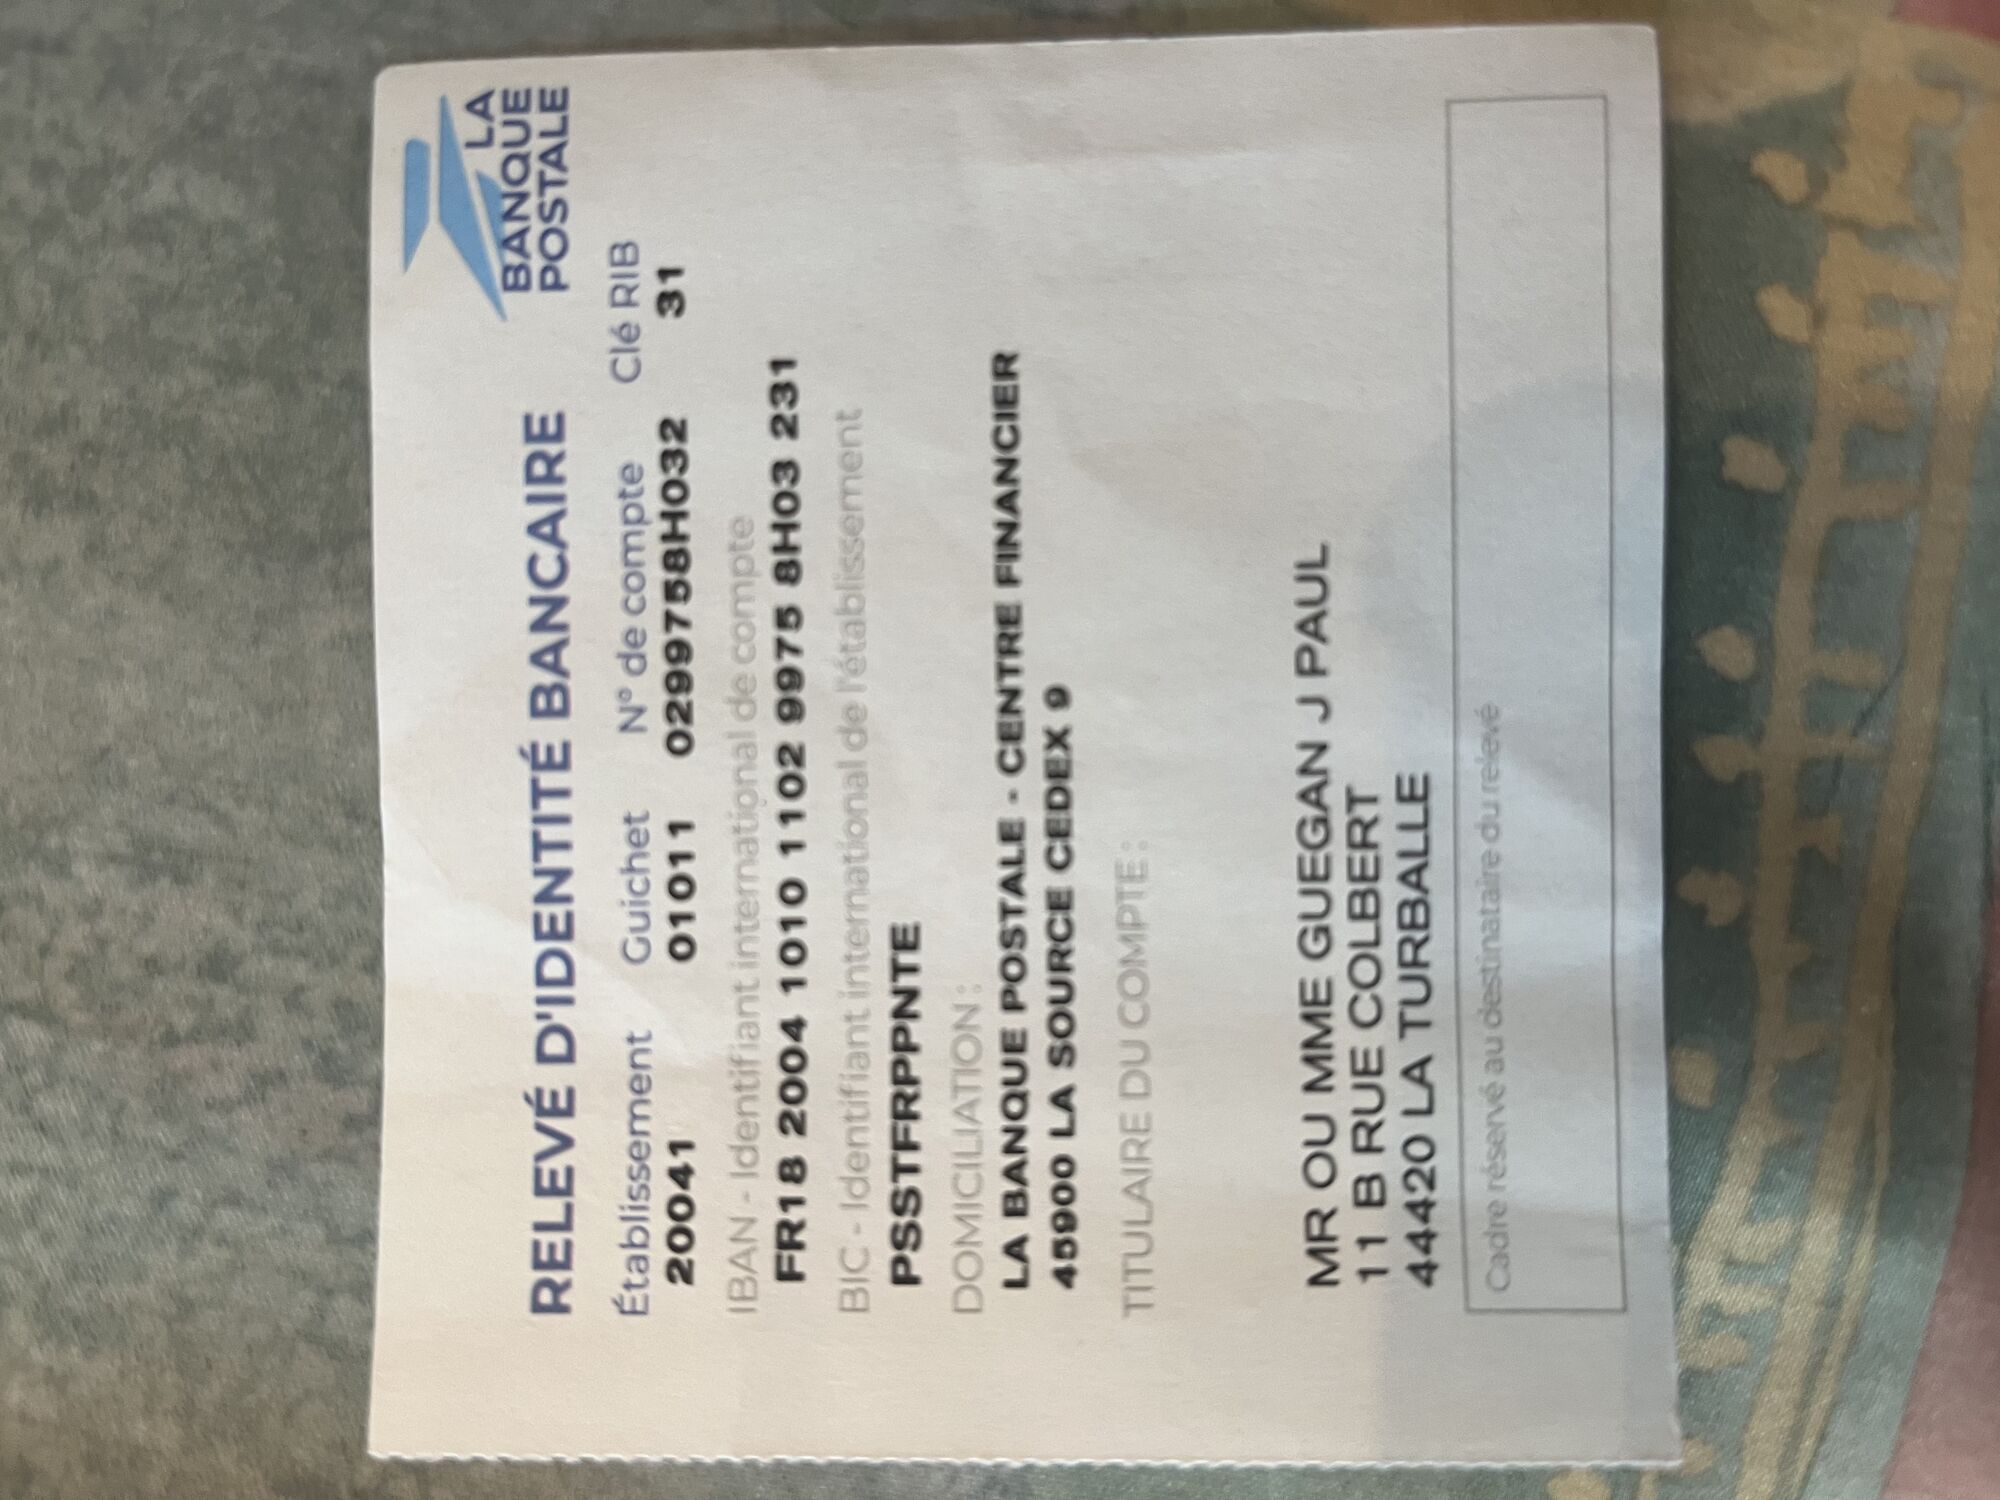 LA
BANQUE
POSTALE
RELEVÉ D'IDENTITÉ BANCAIRE
Établissement Guichet N° de compte Clé RIB
20041 01011 0299758H032 31
IBAN - Identifiant international de compte
FR18 2004 1010 1102 9975 8H03 231
BIC - Identifiant international de l'établissement
PSSTFRPPNTE
DOMICILIATION :
LA BANQUE POSTALE - CENTRE FINANCIER
45900 LA SOURCE CEDEX 9
TITULAIRE DU COMPTE :
MR OU MME GUEGAN J PAUL
11 B RUE COLBERT
44420 LA TURBALLE
Cadre réservé au destinataire du relevé